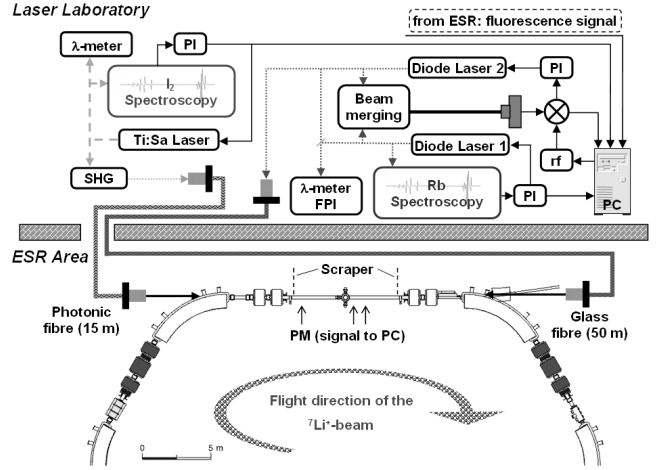 Laser Laboratory
from ESR: fluorescence signal
λ-meter
PI
I2
Spectroscopy
Diode Laser 2
PI
Beam
merging
Ti:Sa Laser
Diode Laser 1
rf
SHG
λ-meter
FPI
Rb
Spectroscopy
PI
PC
ESR Area
Scraper
Photonic
fibre (15 m)
PM (signal to PC)
Glass
fibre (50 m)
Flight direction of the
⁷Li⁺-beam
0 5 m